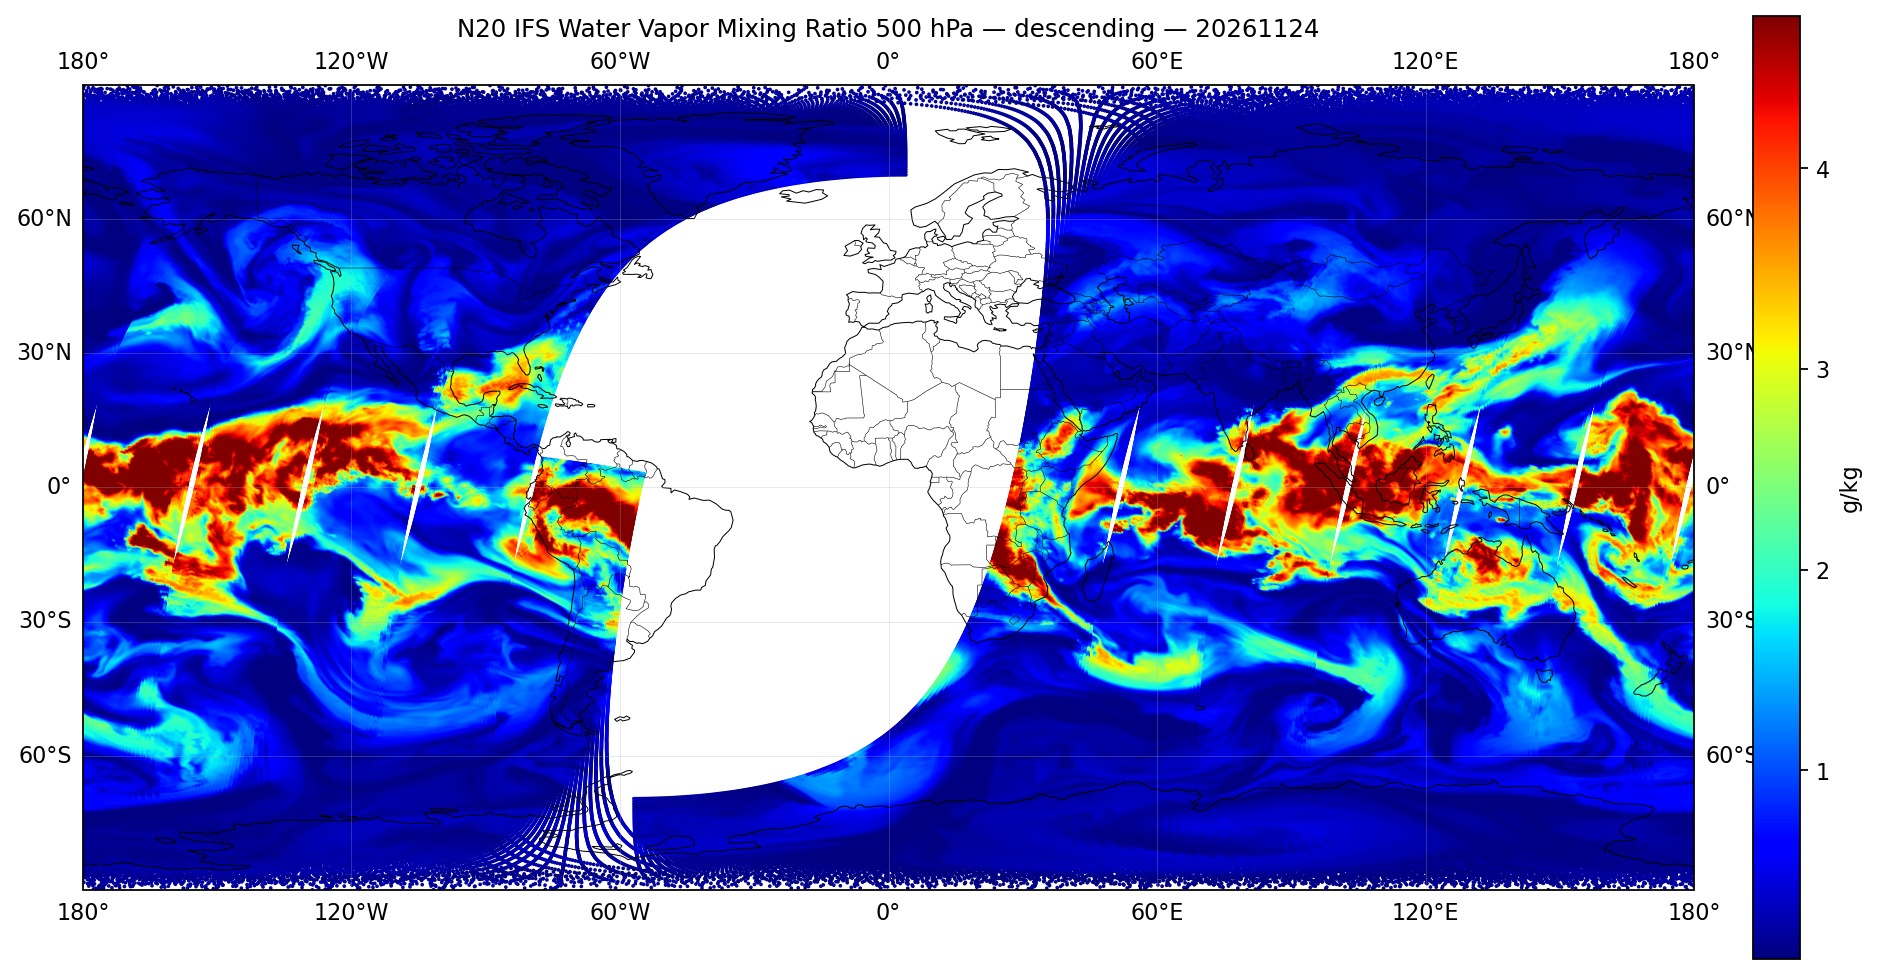 N20 IFS Water Vapor Mixing Ratio 500 hPa — descending — 20261124
180° 120°W 60°W 0° 60°E 120°E 180°
60°N 60°N
30°N 30°N
0° 0°
30°S 30°S
60°S 60°S
180° 120°W 60°W 0° 60°E 120°E 180°
4
3
2
1
g/kg